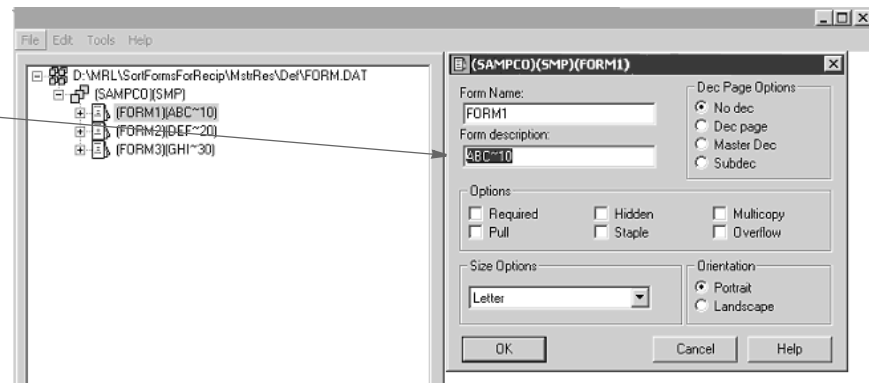 File Edit Tools Help
D:\MRL\SortFormsForRecip\MstrRes\Def\FORM.DAT
(SAMPCO)(SMP)
(FORM1)(ABC~10)
(FORM2)(DEF~20)
(FORM3)(GHI~30)
(SAMPCO)(SMP)(FORM1)
Form Name:
FORM1
Form description:
ABC~10
Dec Page Options
No dec
Dec page
Master Dec
Subdec
Options
Required Hidden Multicopy
Pull Staple Overflow
Size Options
Letter
Orientation
Portrait
Landscape
OK Cancel Help